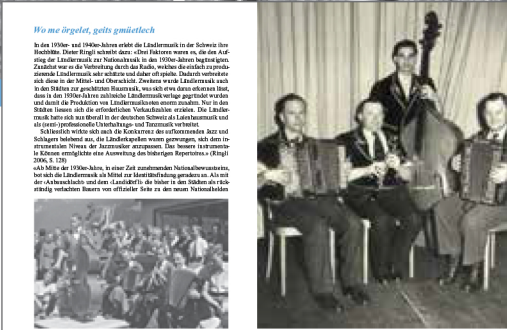 Wo me örgelet, geits gmüetlech
In den 1930er- und 1940er-Jahren erlebt die Ländlermusik in der Schweiz ihre
Hochblüte. Dieter Ringli schreibt dazu: «Drei Faktoren waren es, die den Auf-
stieg der Ländlermusik zur Nationalmusik in den 1930er-Jahren begünstigten.
Zunächst war es die Verbreitung durch das Radio, welches die einfach zu produ-
zierende Ländlermusik sehr schätzte und daher oft spielte. Dadurch verbreitete
sich diese in der Mittel- und Oberschicht. Zweitens wurde Ländlermusik auch
in den Städten zur geschätzten Hausmusik, was sich etwa daran erkennen lässt,
dass in den 1930er-Jahren zahlreiche Ländlermusikverlage gegründet wurden
und damit die Produktion von Ländlermusiknoten enorm zunahm. Nur in den
Städten liessen sich die erforderlichen Verkaufszahlen erzielen. Die Ländler-
musik hatte sich nun überall in der deutschen Schweiz als Laienhausmusik und
als (semi-)professionelle Unterhaltungs- und Tanzmusik verbreitet.
Schliesslich wirkte sich auch die Konkurrenz des aufkommenden Jazz und
Schlagers belebend aus, die Ländlerkapellen waren gezwungen, sich dem in-
strumentalen Niveau der Jazzmusiker anzupassen. Das bessere instrumenta-
le Können ermöglichte eine Ausweitung des bisherigen Repertoires.» (Ringli
2006, S. 128)
«Ab Mitte der 1930er-Jahre, in einer Zeit zunehmenden Nationalbewusstseins,
bot sich die Ländlermusik als Mittel zur Identitätsfindung geradezu an. Als mit
der ‹Anbauschlacht› und dem ‹Landidörfli› die bisher in den Städten als rück-
ständig verlachten Bauern von offizieller Seite zu den neuen Nationalhelden